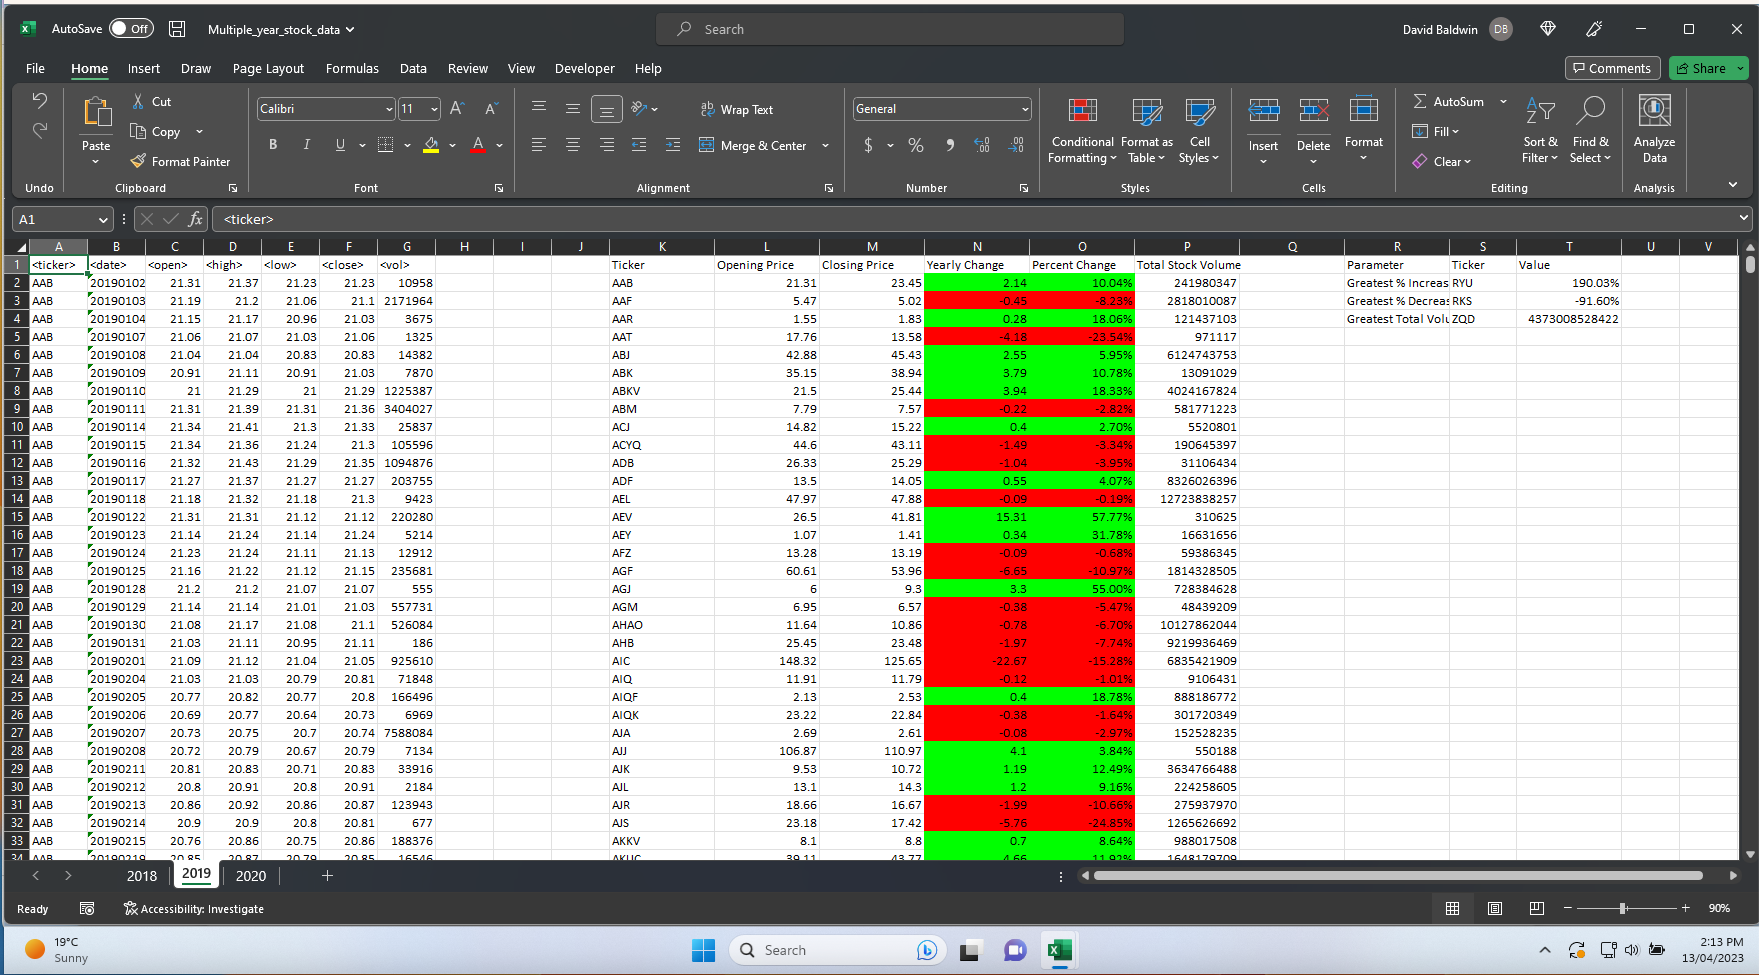 AutoSave Off Multiple_year_stock_data Search David Baldwin DB
File Home Insert Draw Page Layout Formulas Data Review View Developer Help Comments Share
Paste Cut Copy Format Painter
Calibri 11 B I U A
Wrap Text Merge & Center
General $ % 9
Conditional Formatting Format as Table Cell Styles
Insert Delete Format
AutoSum Fill Clear Sort & Filter Find & Select
Analyze Data
Undo Clipboard Font Alignment Number Styles Cells Editing Analysis
A1 fx <ticker>
A B C D E F G H I J K L M N O P Q R S T U V
1 <ticker> <date> <open> <high> <low> <close> <vol> Ticker Opening Price Closing Price Yearly Change Percent Change Total Stock Volume Parameter Ticker Value
2 AAB 20190102 21.31 21.37 21.23 21.23 10958 AAB 21.31 23.45 2.14 10.04% 241980347 Greatest % Increas RYU 190.03%
3 AAB 20190103 21.19 21.2 21.06 21.1 2171964 AAF 5.47 5.02 -0.45 -8.23% 2818010087 Greatest % Decrea RKS -91.60%
4 AAB 20190104 21.15 21.17 20.96 21.03 3675 AAR 1.55 1.83 0.28 18.06% 121437103 Greatest Total Volu ZQD 4373008528422
5 AAB 20190107 21.06 21.07 21.03 21.06 1325 AAT 17.76 13.58 -4.18 -23.54% 971117
6 AAB 20190108 21.04 21.04 20.83 20.83 14382 ABJ 42.88 45.43 2.55 5.95% 6124743753
7 AAB 20190109 20.91 21.11 20.91 21.03 7870 ABK 35.15 38.94 3.79 10.78% 13091029
8 AAB 20190110 21 21.29 21 21.29 1225387 ABKV 21.5 25.44 3.94 18.33% 4024167824
9 AAB 20190111 21.31 21.39 21.31 21.36 3404027 ABM 7.79 7.57 -0.22 -2.82% 581771223
10 AAB 20190114 21.34 21.41 21.3 21.33 25837 ACJ 14.82 15.22 0.4 2.70% 5520801
11 AAB 20190115 21.34 21.36 21.24 21.3 105596 ACYQ 44.6 43.11 -1.49 -3.34% 190645397
12 AAB 20190116 21.32 21.43 21.29 21.35 1094876 ADB 26.33 25.29 -1.04 -3.95% 31106434
13 AAB 20190117 21.27 21.37 21.27 21.27 203755 ADF 13.5 14.05 0.55 4.07% 8326026396
14 AAB 20190118 21.18 21.32 21.18 21.3 9423 AEL 47.97 47.88 -0.09 -0.19% 12723838257
15 AAB 20190122 21.31 21.31 21.12 21.12 220280 AEV 26.5 41.81 15.31 57.77% 310625
16 AAB 20190123 21.14 21.24 21.14 21.24 5214 AEY 1.07 1.41 0.34 31.78% 16631656
17 AAB 20190124 21.23 21.24 21.11 21.13 12912 AFZ 13.28 13.19 -0.09 -0.68% 59386345
18 AAB 20190125 21.16 21.22 21.12 21.15 235681 AGF 60.61 53.96 -6.65 -10.97% 1814328505
19 AAB 20190128 21.2 21.2 21.07 21.07 555 AGJ 6 9.3 3.3 55.00% 728384628
20 AAB 20190129 21.14 21.14 21.01 21.03 557731 AGM 6.95 6.57 -0.38 -5.47% 48439209
21 AAB 20190130 21.08 21.17 21.08 21.1 526084 AHAO 11.64 10.86 -0.78 -6.70% 10127862044
22 AAB 20190131 21.03 21.11 20.95 21.11 186 AHB 25.45 23.48 -1.97 -7.74% 9219936469
23 AAB 20190201 21.09 21.12 21.04 21.05 925610 AIC 148.32 125.65 -22.67 -15.28% 6835421909
24 AAB 20190204 21.03 21.03 20.79 20.81 71848 AIQ 11.91 11.79 -0.12 -1.01% 9106431
25 AAB 20190205 20.77 20.82 20.77 20.8 166496 AIQF 2.13 2.53 0.4 18.78% 888186772
26 AAB 20190206 20.69 20.77 20.64 20.73 6969 AIQK 23.22 22.84 -0.38 -1.64% 301720349
27 AAB 20190207 20.73 20.75 20.7 20.74 7588084 AJA 2.69 2.61 -0.08 -2.97% 152528235
28 AAB 20190208 20.72 20.79 20.67 20.79 7134 AJJ 106.87 110.97 4.1 3.84% 550188
29 AAB 20190211 20.81 20.83 20.71 20.83 33916 AJK 9.53 10.72 1.19 12.49% 3634766488
30 AAB 20190212 20.8 20.91 20.8 20.91 2184 AJL 13.1 14.3 1.2 9.16% 224258605
31 AAB 20190213 20.86 20.92 20.86 20.87 123943 AJR 18.66 16.67 -1.99 -10.66% 275937970
32 AAB 20190214 20.9 20.9 20.8 20.81 677 AJS 23.18 17.42 -5.76 -24.85% 1265626692
33 AAB 20190215 20.76 20.86 20.75 20.86 188376 AKKV 8.1 8.8 0.7 8.64% 988017508
34 AAB 20190219 20.85 20.87 20.79 20.85 16546 AKUC 39.11 43.77 4.66 11.92% 1648179709
2018 2019 2020
Ready Accessibility: Investigate 90%
19°C Search 2:13 PM
Sunny 13/04/2023